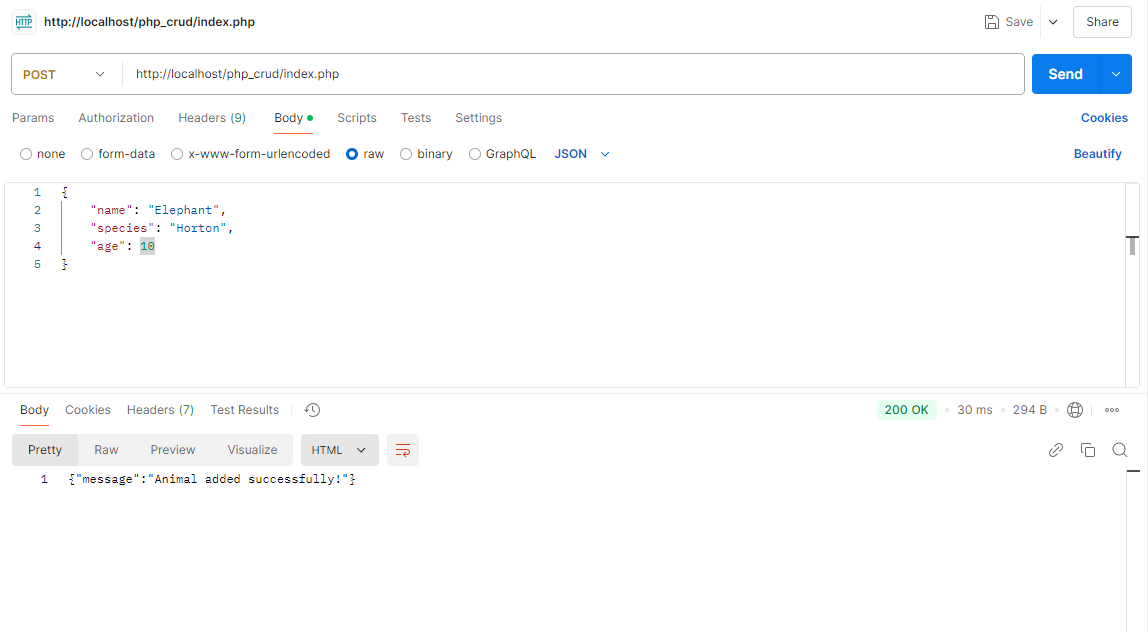 HTTP http://localhost/php_crud/index.php Save Share
POST http://localhost/php_crud/index.php Send
Params Authorization Headers (9) Body Scripts Tests Settings Cookies
none form-data x-www-form-urlencoded raw binary GraphQL JSON Beautify
1 {
2 "name": "Elephant",
3 "species": "Horton",
4 "age": 10
5 }
Body Cookies Headers (7) Test Results 200 OK 30 ms 294 B
Pretty Raw Preview Visualize HTML
1 {"message":"Animal added successfully!"}